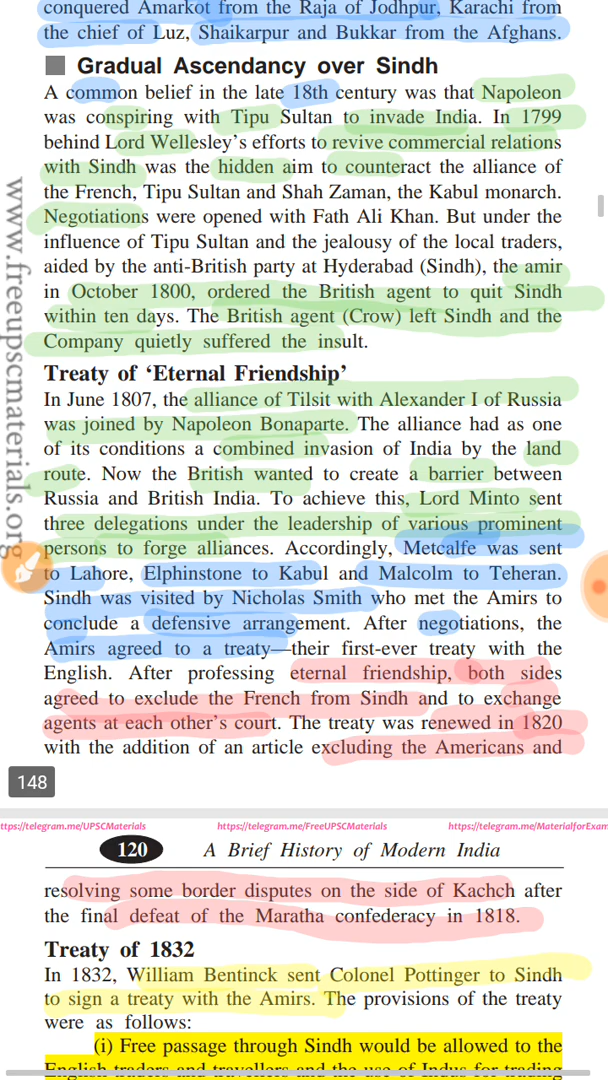 conquered Amarkot from the Raja of Jodhpur, Karachi from
the chief of Luz, Shaikarpur and Bukkar from the Afghans.
Gradual Ascendancy over Sindh
A common belief in the late 18th century was that Napoleon
was conspiring with Tipu Sultan to invade India. In 1799
behind Lord Wellesley's efforts to revive commercial relations
with Sindh was the hidden aim to counteract the alliance of
the French, Tipu Sultan and Shah Zaman, the Kabul monarch.
Negotiations were opened with Fath Ali Khan. But under the
influence of Tipu Sultan and the jealousy of the local traders,
aided by the anti-British party at Hyderabad (Sindh), the amir
in October 1800, ordered the British agent to quit Sindh
within ten days. The British agent (Crow) left Sindh and the
Company quietly suffered the insult.
Treaty of 'Eternal Friendship'
In June 1807, the alliance of Tilsit with Alexander I of Russia
was joined by Napoleon Bonaparte. The alliance had as one
of its conditions a combined invasion of India by the land
route. Now the British wanted to create a barrier between
Russia and British India. To achieve this, Lord Minto sent
three delegations under the leadership of various prominent
persons to forge alliances. Accordingly, Metcalfe was sent
to Lahore, Elphinstone to Kabul and Malcolm to Teheran.
Sindh was visited by Nicholas Smith who met the Amirs to
conclude a defensive arrangement. After negotiations, the
Amirs agreed to a treaty—their first-ever treaty with the
English. After professing eternal friendship, both sides
agreed to exclude the French from Sindh and to exchange
agents at each other's court. The treaty was renewed in 1820
with the addition of an article excluding the Americans and
www.freeupscmaterials.org
148
ttps://telegram.me/UPSCMaterials https://telegram.me/FreeUPSCMaterials https://telegram.me/MaterialforExam
120 A Brief History of Modern India
resolving some border disputes on the side of Kachch after
the final defeat of the Maratha confederacy in 1818.
Treaty of 1832
In 1832, William Bentinck sent Colonel Pottinger to Sindh
to sign a treaty with the Amirs. The provisions of the treaty
were as follows:
(i) Free passage through Sindh would be allowed to the
English traders and travellers and the use of Indus for trading